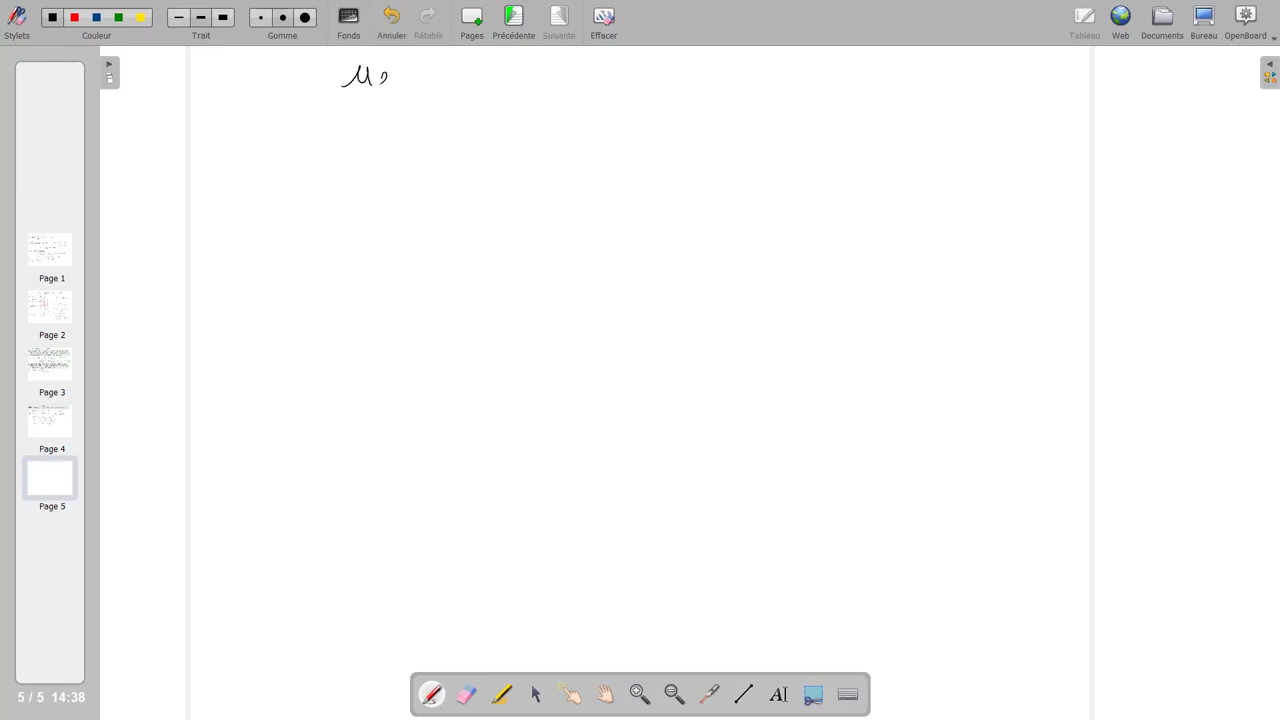 Stylets
Couleur
Trait
Gomme
Fonds
Annuler
Rétablir
Pages
Précédente
Suivante
Effacer
Tableau
Web
Documents
Bureau
OpenBoard
Page 1
Page 2
Page 3
Page 4
Page 5
5 / 5 14:38